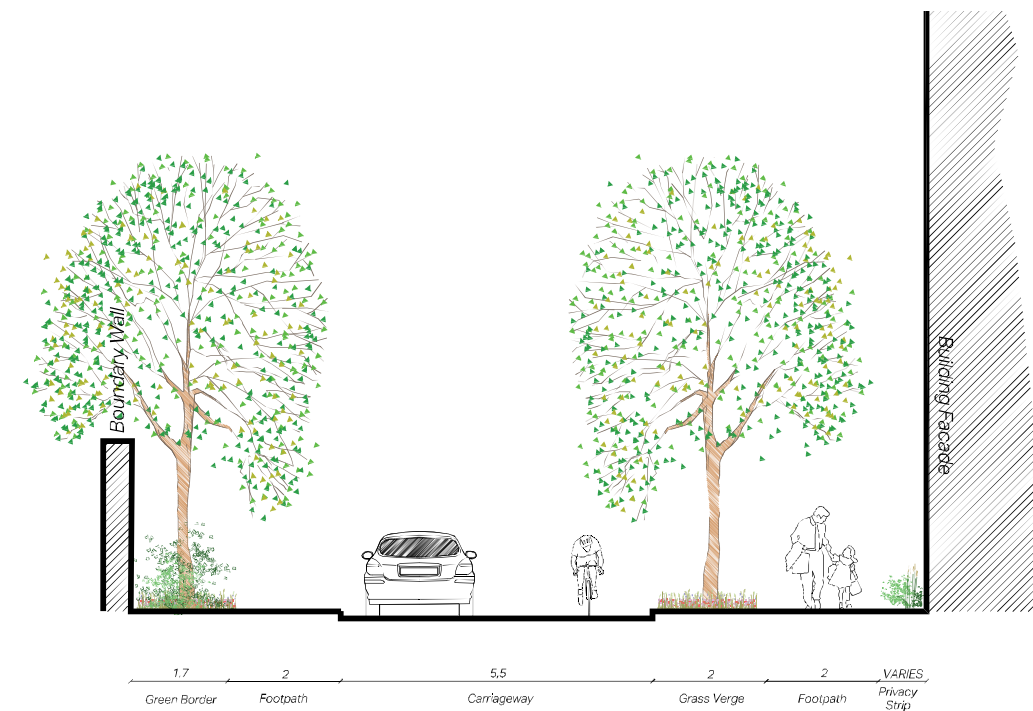 Boundary Wall
Building Facade
1.7 2 5,5 2 2 VARIES
Green Border Footpath Carriageway Grass Verge Footpath Privacy
Strip